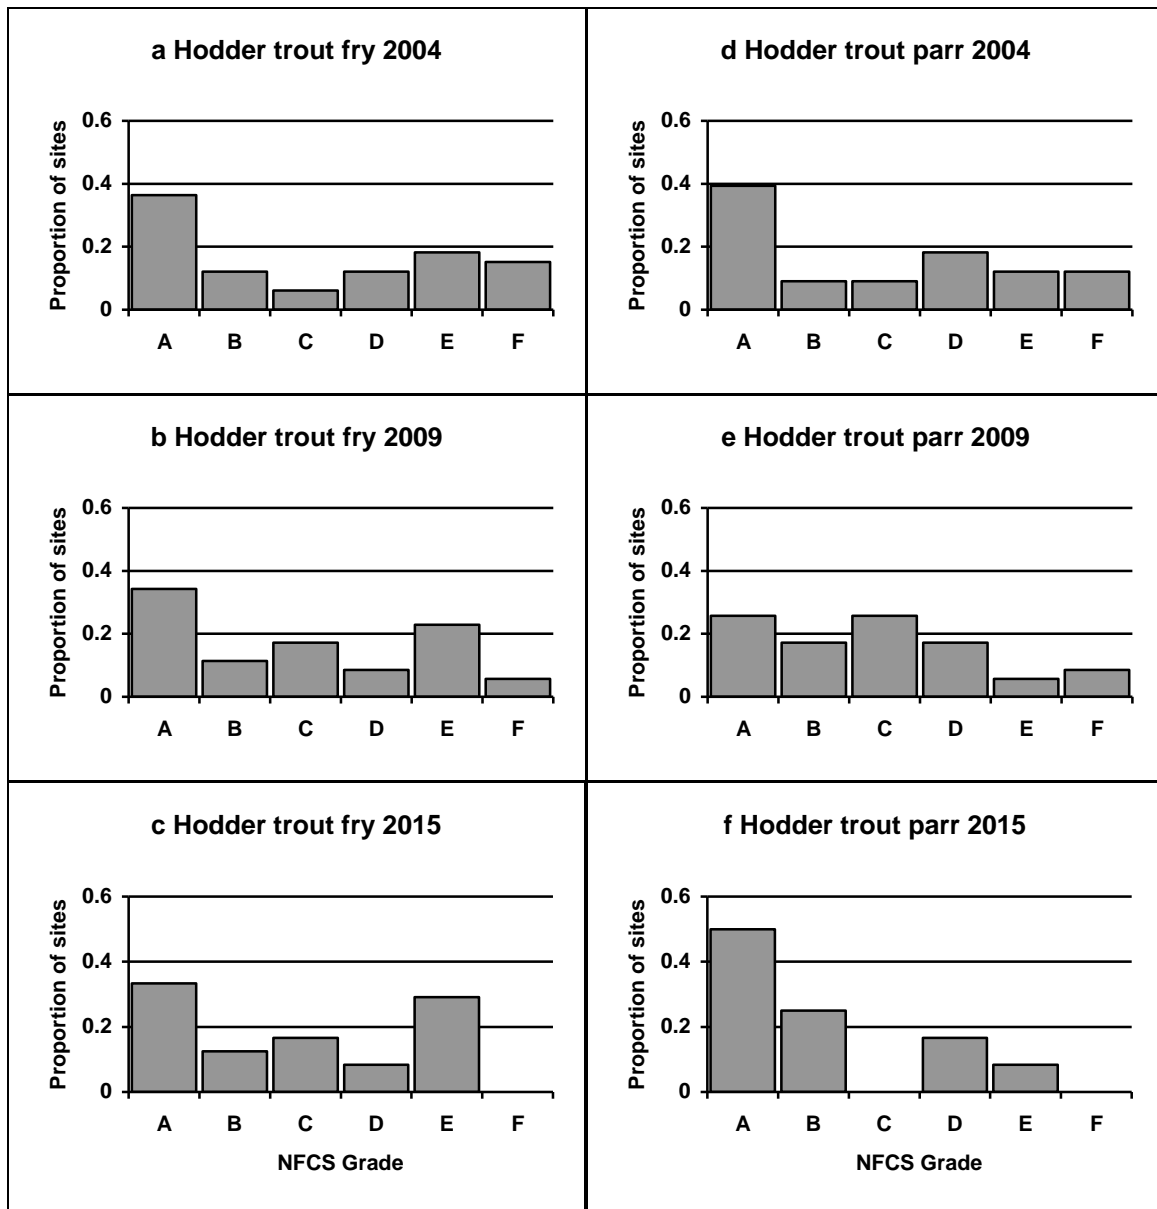 a Hodder trout fry 2004
Proportion of sites
0.6
0.4
0.2
0
A B C D E F
d Hodder trout parr 2004
Proportion of sites
0.6
0.4
0.2
0
A B C D E F
b Hodder trout fry 2009
Proportion of sites
0.6
0.4
0.2
0
A B C D E F
e Hodder trout parr 2009
Proportion of sites
0.6
0.4
0.2
0
A B C D E F
c Hodder trout fry 2015
Proportion of sites
0.6
0.4
0.2
0
A B C D E F
NFCS Grade
f Hodder trout parr 2015
Proportion of sites
0.6
0.4
0.2
0
A B C D E F
NFCS Grade